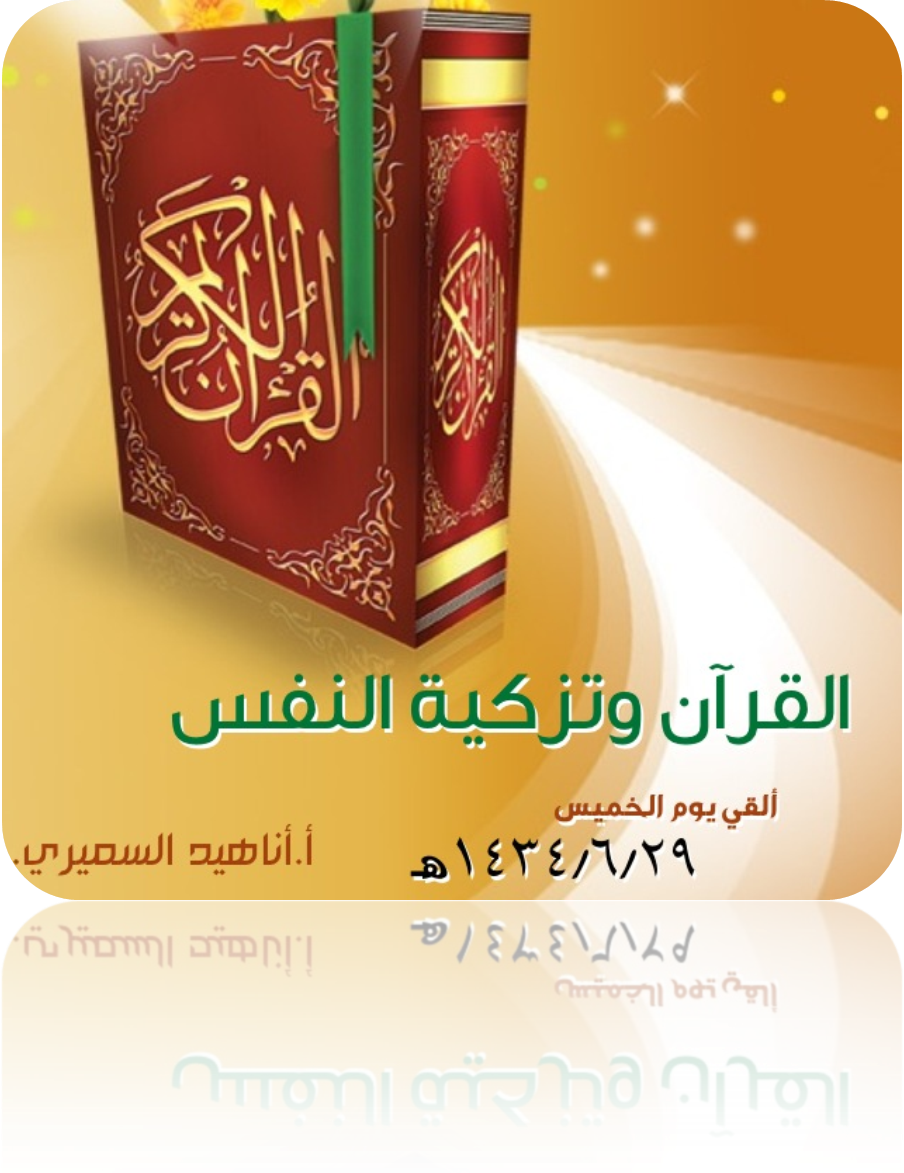 القرآن الكريم
القرآن الكريم
القرآن وتزكية النفس
ألقي يوم الخميس
١٤٣٤/٦/٢٩هـ
أ.أناهيد السميري.